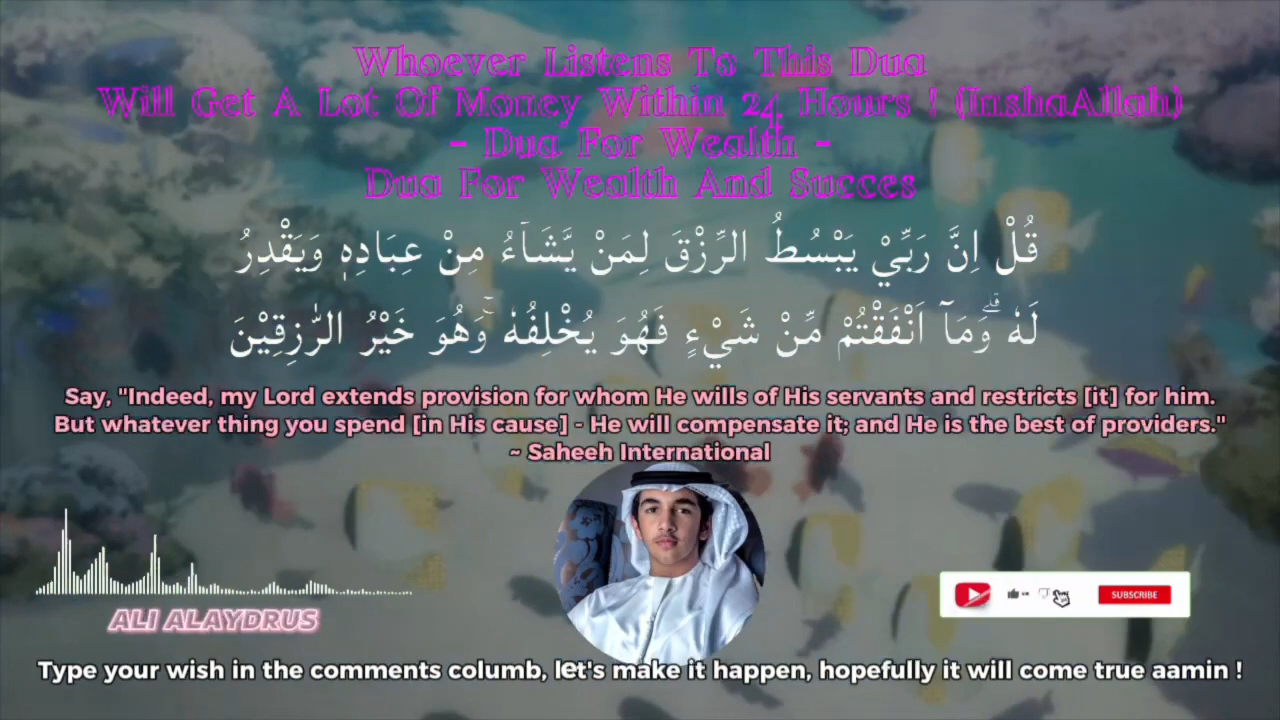 Whoever Listens To This Dua
Will Get A Lot Of Money Within 24 Hours ! (InshaAllah)
- Dua For Wealth -
Dua For Wealth And Succes
قُلْ اِنَّ رَبِّيْ يَبْسُطُ الرِّزْقَ لِمَنْ يَّشَاۤءُ مِنْ عِبَادِهٖ وَيَقْدِرُ
لَهٗ ۗوَمَآ اَنْفَقْتُمْ مِّنْ شَيْءٍ فَهُوَ يُخْلِفُهٗ ۚوَهُوَ خَيْرُ الرّٰزِقِيْنَ
Say, "Indeed, my Lord extends provision for whom He wills of His servants and restricts [it] for him.
But whatever thing you spend [in His cause] - He will compensate it; and He is the best of providers."
~ Saheeh International
ALI ALAYDRUS
SUBSCRIBE
Type your wish in the comments columb, let's make it happen, hopefully it will come true aamin !